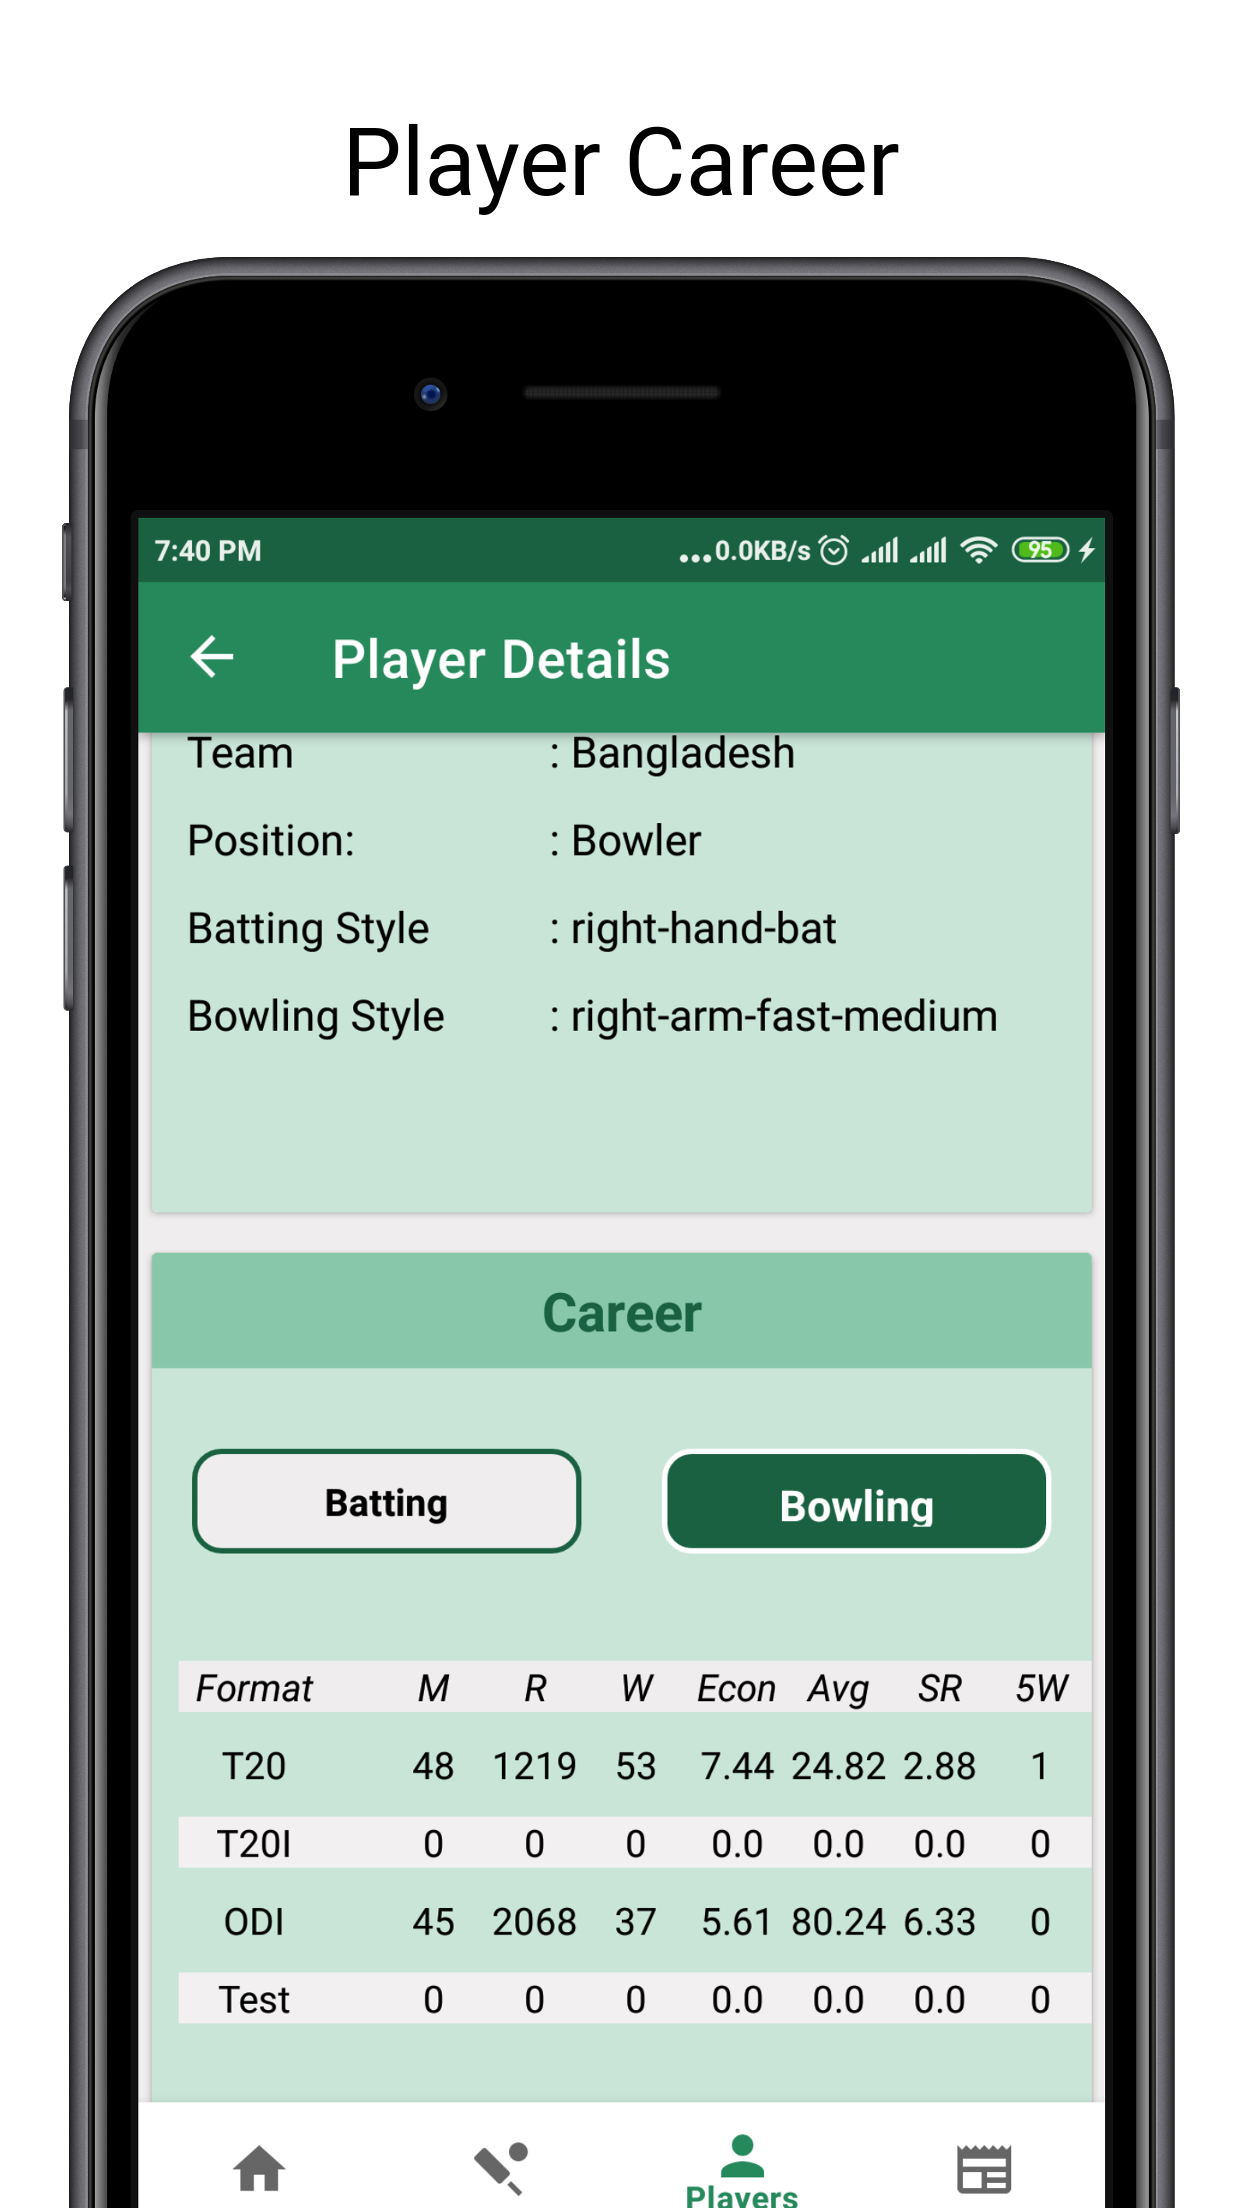 Player Career
7:40 PM ...0.0KB/s 95
Player Details
Team : Bangladesh
Position: : Bowler
Batting Style : right-hand-bat
Bowling Style : right-arm-fast-medium
Career
Batting Bowling
Format M R W Econ Avg SR 5W
T20 48 1219 53 7.44 24.82 2.88 1
T20I 0 0 0 0.0 0.0 0.0 0
ODI 45 2068 37 5.61 80.24 6.33 0
Test 0 0 0 0.0 0.0 0.0 0
Players